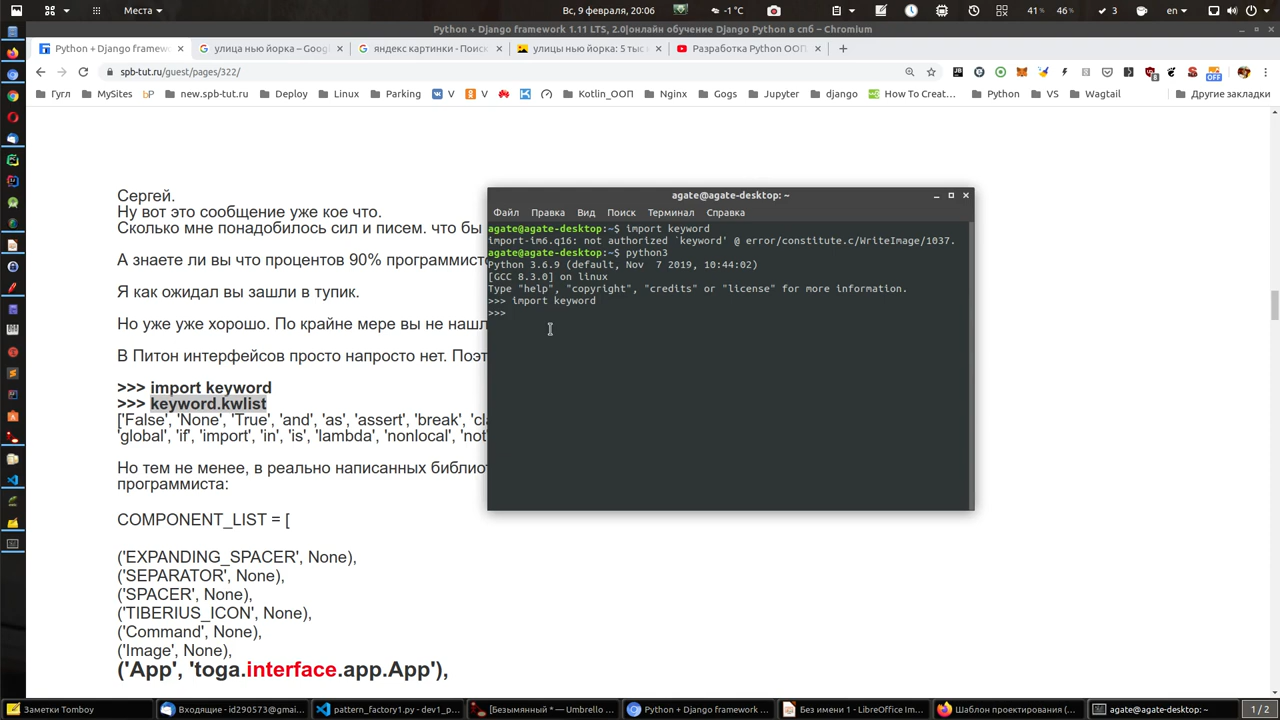 Места
Вс, 9 февраля, 20:06
-1°C
41%
46%
3
en
Python + Django framework 1.11 LTS, 2.0|онлайн обучение Django Python в спб – Chromium
Python + Django framew
улица нью йорка – Goog
яндекс картинки - Поиск
улицы нью йорка: 5 тыс
Разработка Python ООП
spb-tut.ru/guest/pages/322/
Гугл
MySites
bP
new.spb-tut.ru
Deploy
Linux
Parking
V
V
Kotlin_ООП
Nginx
Gogs
Jupyter
django
How To Creat…
Python
VS
Wagtail
Другие закладки
Сергей.
Ну вот это сообщение уже кое что.
Сколько мне понадобилось сил и писем. что бы
А знаете ли вы что процентов 90% программист
Я как ожидал вы зашли в тупик.
Но уже уже хорошо. По крайне мере вы не нашл
В Питон интерфейсов просто напросто нет. Поэт
>>> import keyword
>>> keyword.kwlist
['False', 'None', 'True', 'and', 'as', 'assert', 'break', 'cl
'global', 'if', 'import', 'in', 'is', 'lambda', 'nonlocal', 'not'
Но тем не менее, в реально написанных библиот
программиста:
COMPONENT_LIST = [
('EXPANDING_SPACER', None),
('SEPARATOR', None),
('SPACER', None),
('TIBERIUS_ICON', None),
('Command', None),
('Image', None),
('App', 'toga.interface.app.App'),
agate@agate-desktop: ~
Файл Правка Вид Поиск Терминал Справка
agate@agate-desktop:~$ import keyword
import-im6.q16: not authorized `keyword' @ error/constitute.c/WriteImage/1037.
agate@agate-desktop:~$ python3
Python 3.6.9 (default, Nov  7 2019, 10:44:02)
[GCC 8.3.0] on linux
Type "help", "copyright", "credits" or "license" for more information.
>>> import keyword
>>>
Заметки Tomboy
Входящие - id290573@gmai…
pattern_factory1.py - dev1_p…
[Безымянный * — Umbrello …
Python + Django framework …
Без имени 1 - LibreOffice Im…
Шаблон проектирования (…
agate@agate-desktop: ~
1 / 2